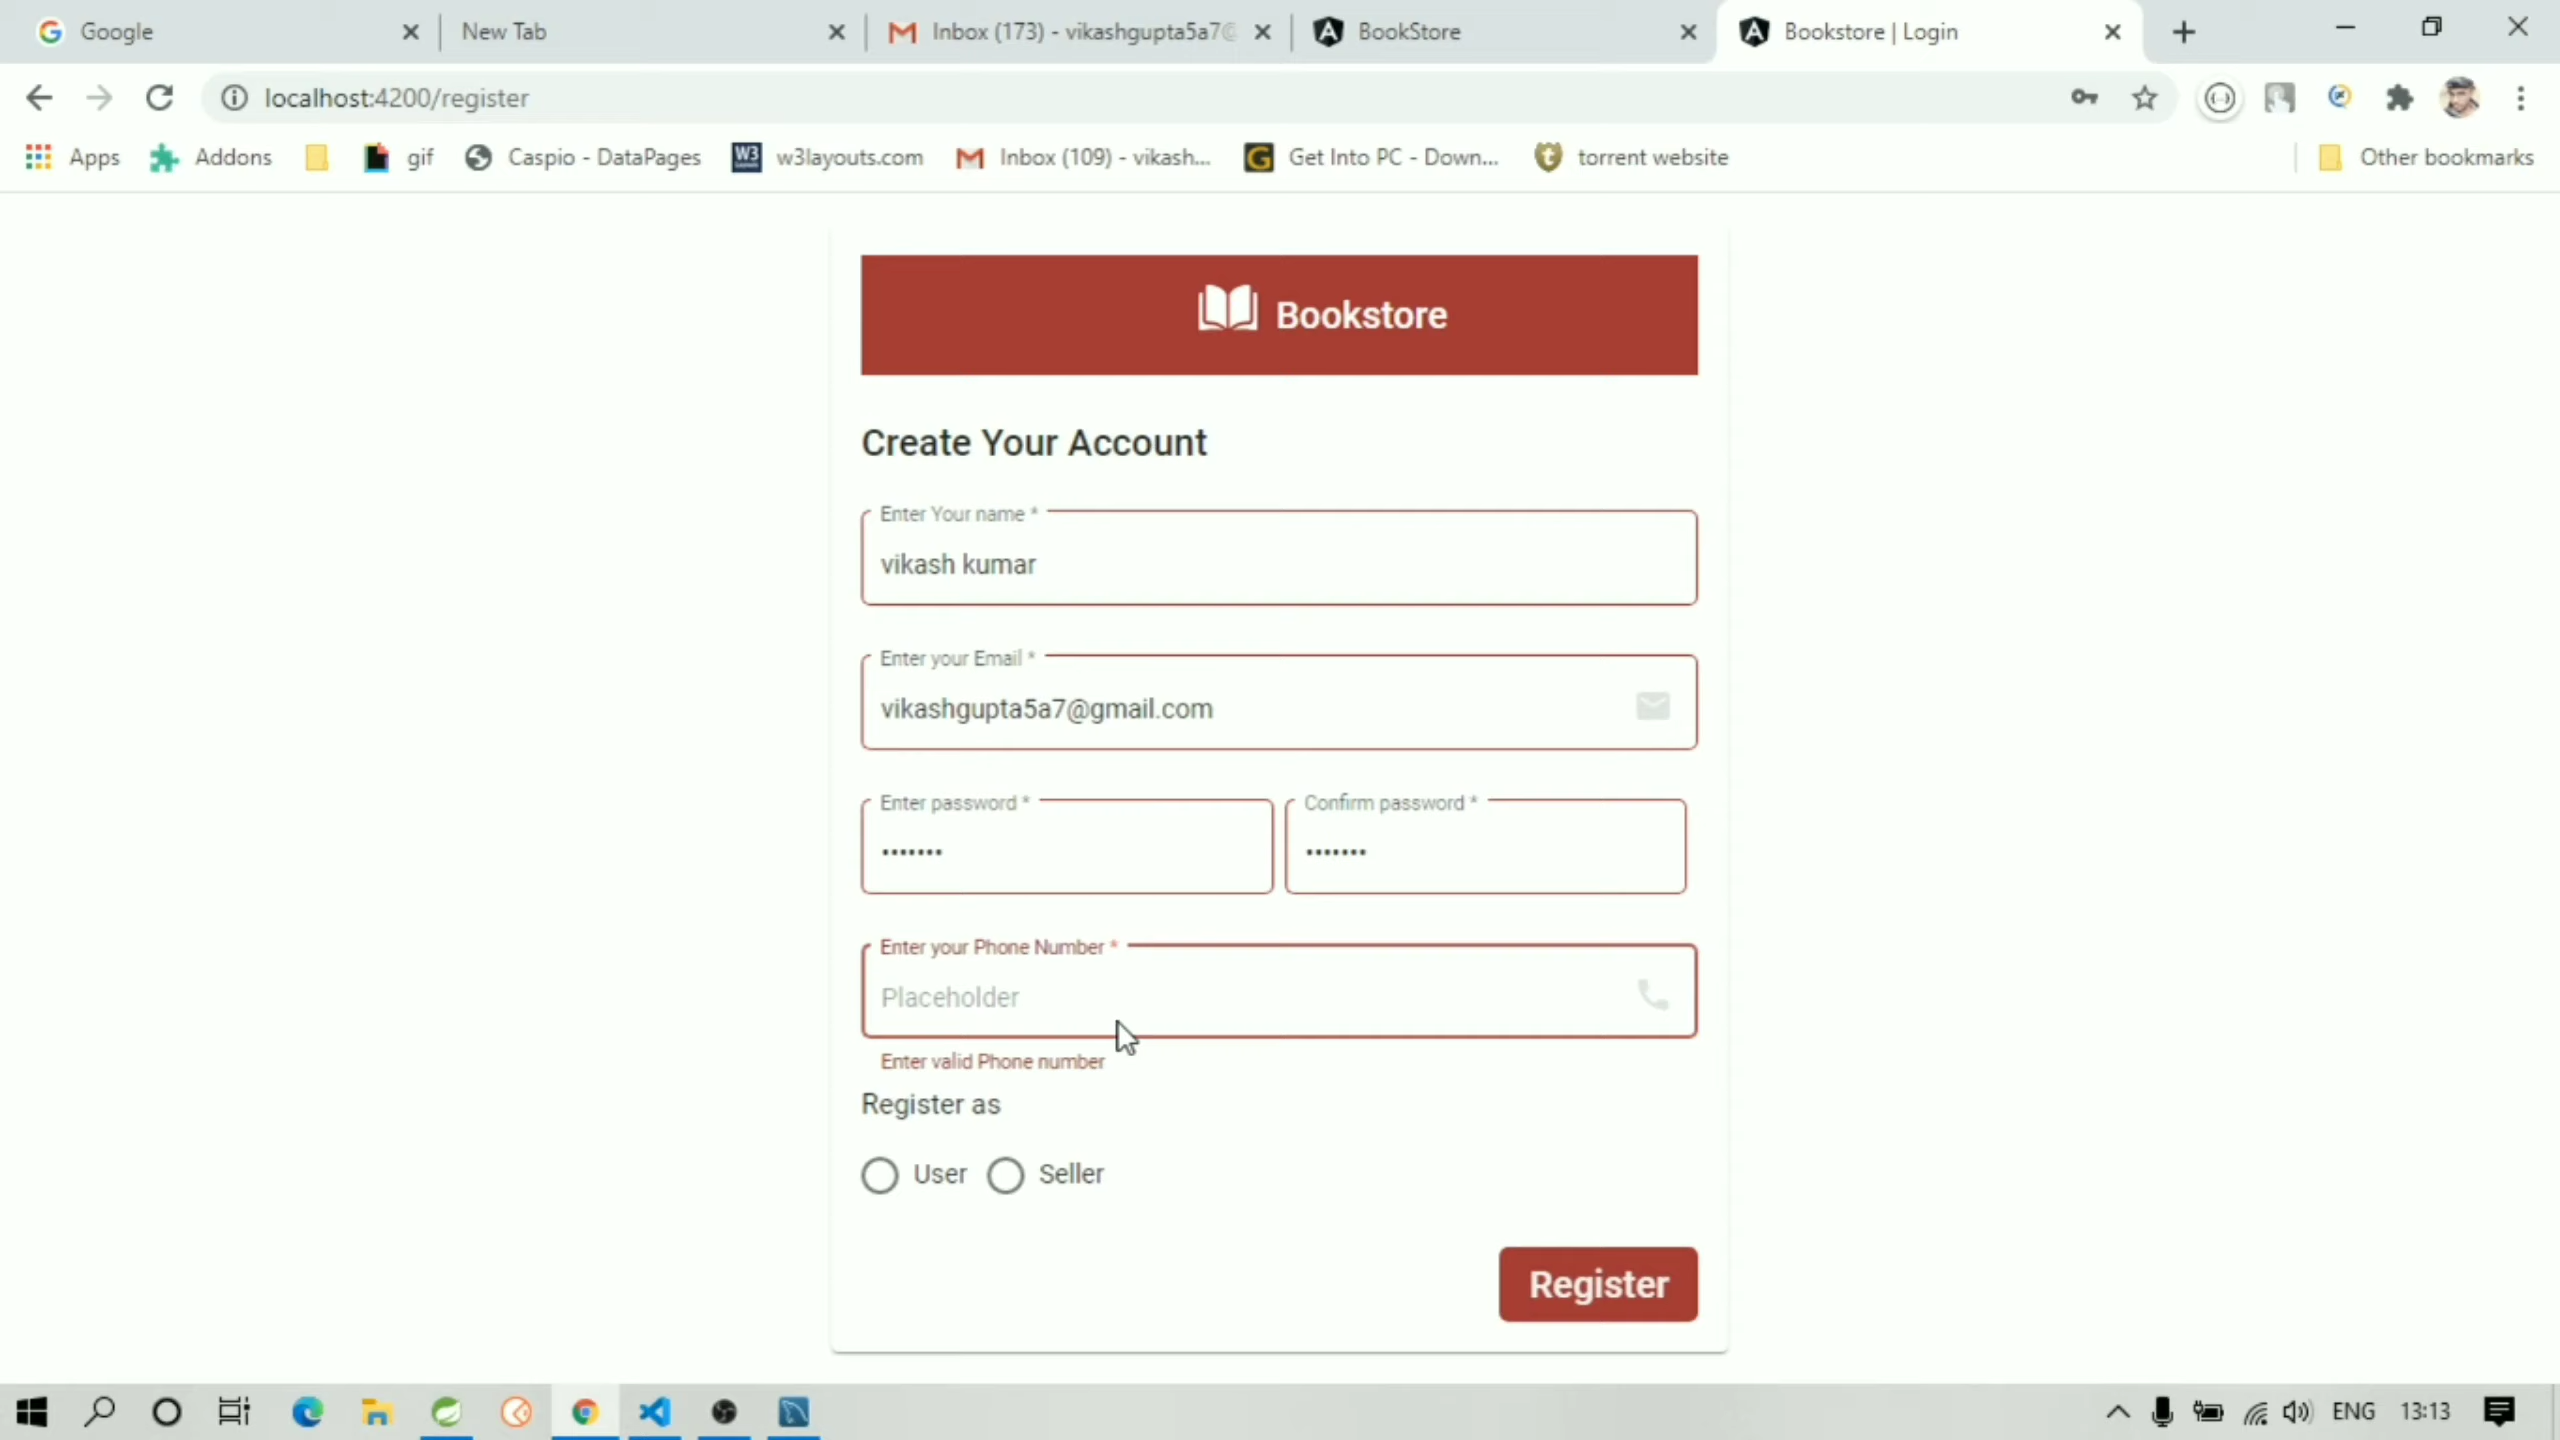 Google
New Tab
Inbox (173) - vikashgupta5a7@
BookStore
Bookstore | Login
localhost:4200/register
Apps
Addons
gif
Caspio - DataPages
w3layouts.com
Inbox (109) - vikash...
Get Into PC - Down...
torrent website
Other bookmarks
Bookstore
Create Your Account
Enter Your name *
vikash kumar
Enter your Email *
vikashgupta5a7@gmail.com
Enter password *
Confirm password *
•••••••
•••••••
Enter your Phone Number *
Placeholder
Enter valid Phone number
Register as
User
Seller
Register
ENG
13:13